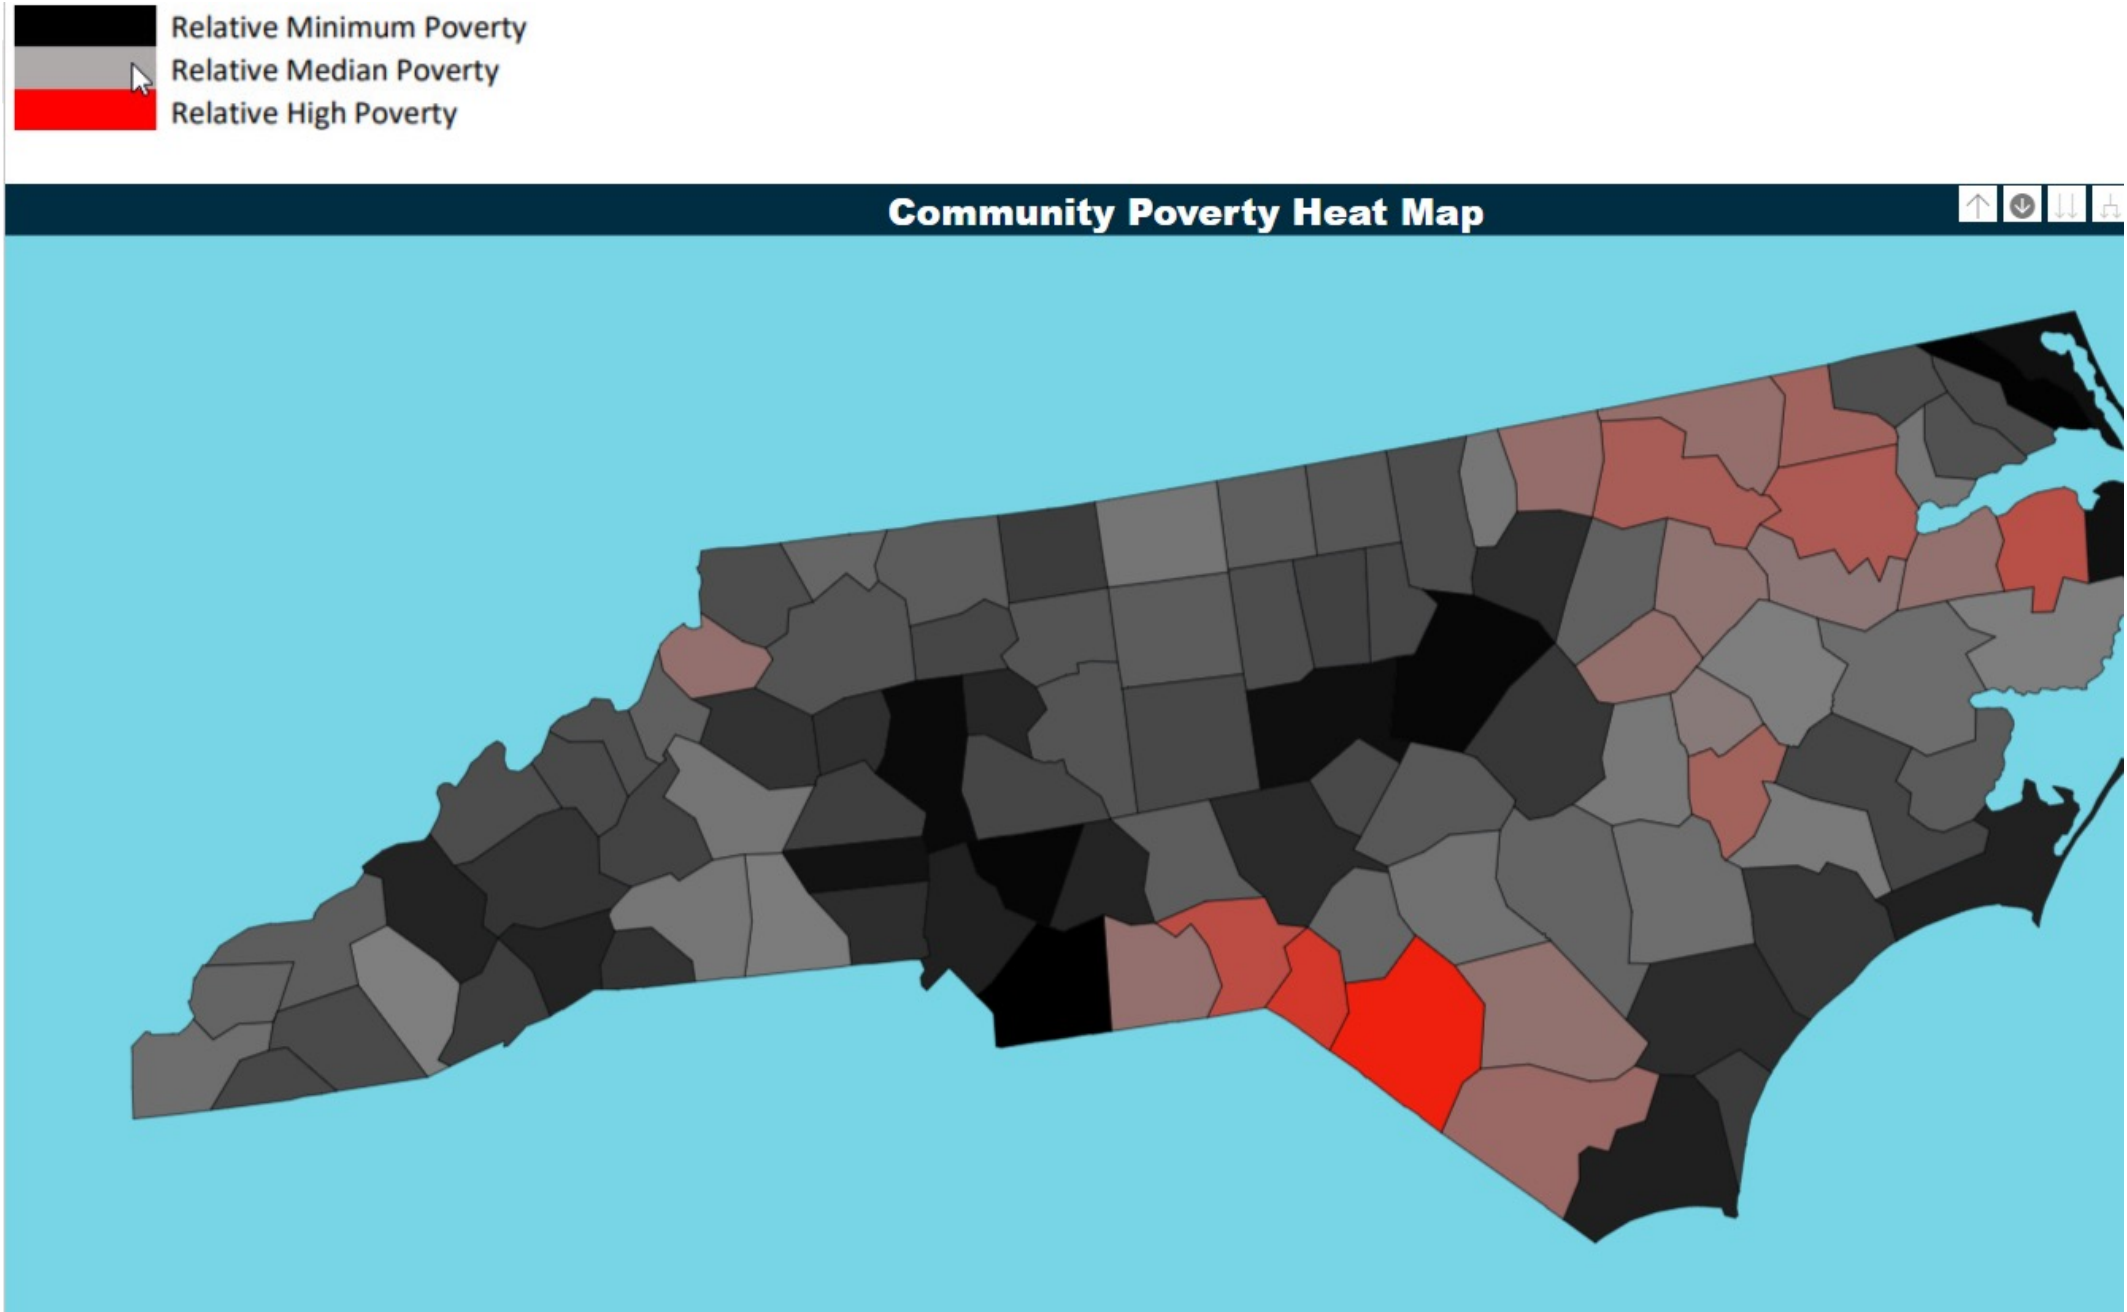 Relative Minimum Poverty
Relative Median Poverty
Relative High Poverty
Community Poverty Heat Map